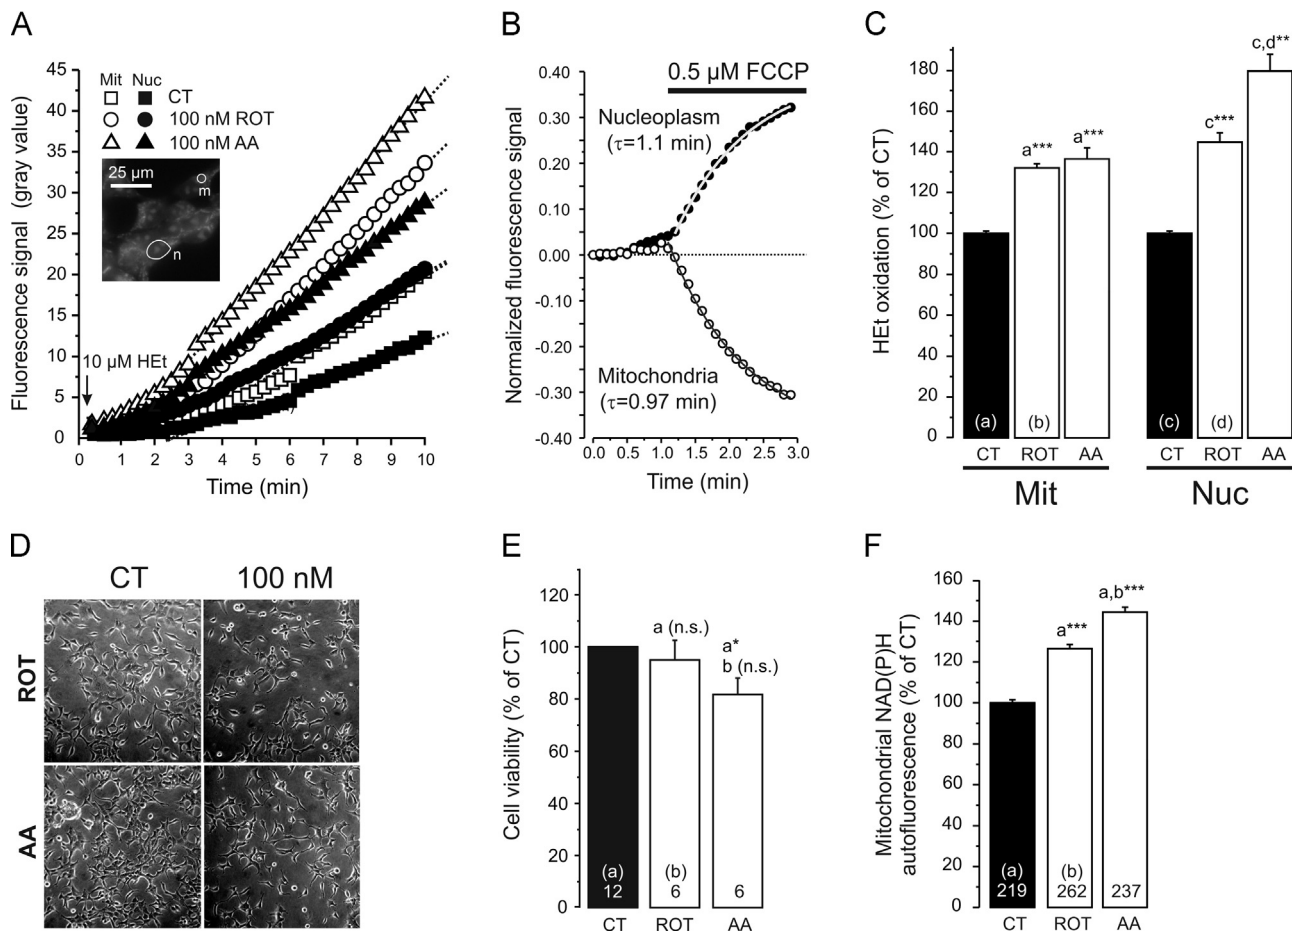 A
Fluorescence signal (gray value)
45
40
35
30
25
20
15
10
5
0
Mit Nuc
CT
100 nM ROT
100 nM AA
25 µm
m
n
10 µM HEt
0 1 2 3 4 5 6 7 8 9 10
Time (min)
B
Normalized fluorescence signal
0.5 µM FCCP
0.40
0.30
0.20
0.10
0.00
-0.10
-0.20
-0.30
-0.40
Nucleoplasm
(τ=1.1 min)
Mitochondria
(τ=0.97 min)
0.0 0.5 1.0 1.5 2.0 2.5 3.0
Time (min)
C
HEt oxidation (% of CT)
180
160
140
120
100
80
60
40
20
0
a***
a***
c***
c,d**
(a) (b) (c) (d)
CT ROT AA CT ROT AA
Mit Nuc
D
CT 100 nM
ROT
AA
E
Cell viability (% of CT)
120
100
80
60
40
20
0
a (n.s.)
a*
b (n.s.)
(a) (b)
12 6 6
CT ROT AA
F
Mitochondrial NAD(P)H
autofluorescence (% of CT)
160
140
120
100
80
60
40
20
0
a***
a,b***
(a) (b)
219 262 237
CT ROT AA